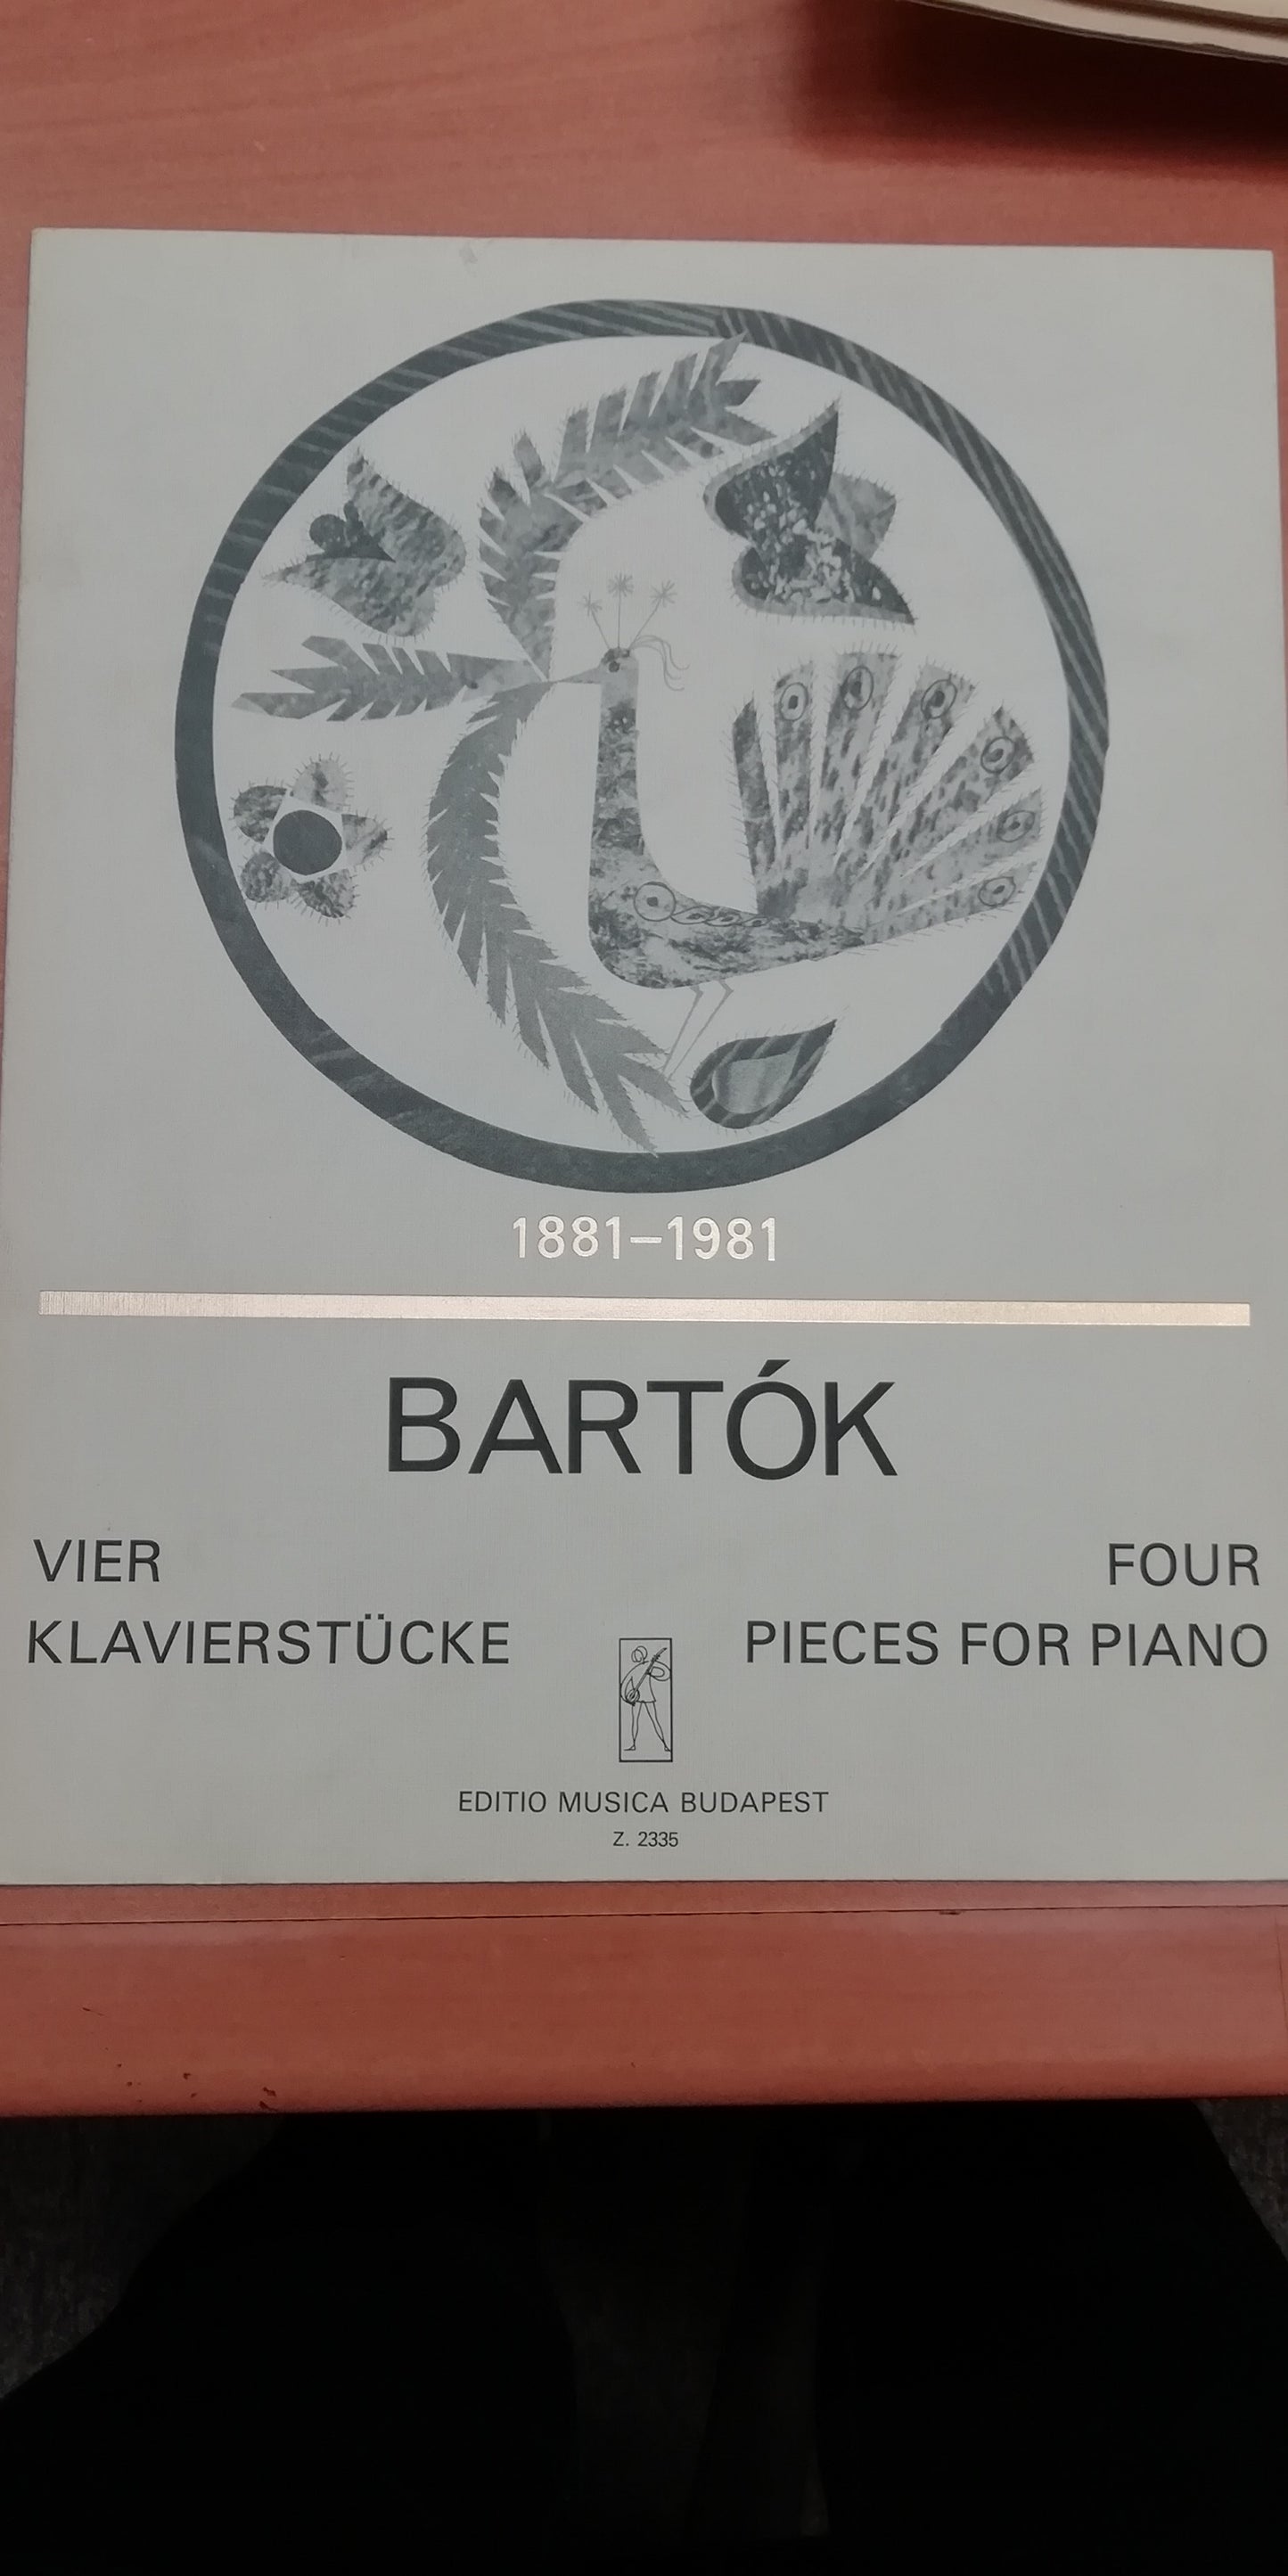 1881–1981
BARTÓK
VIER
KLAVIERSTÜCKE
FOUR
PIECES FOR PIANO
EDITIO MUSICA BUDAPEST
Z. 2335